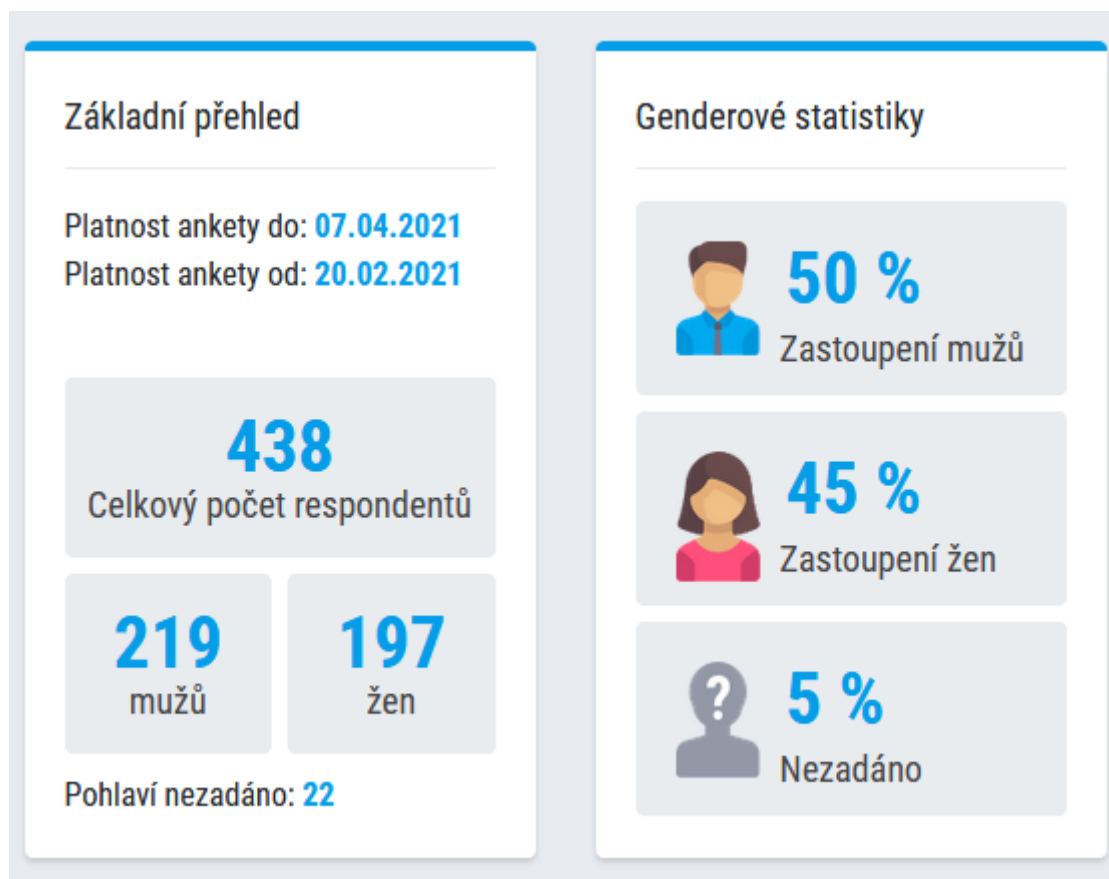 Základní přehled
Platnost ankety do: 07.04.2021
Platnost ankety od: 20.02.2021
438
Celkový počet respondentů
219
mužů
197
žen
Pohlaví nezadáno: 22
Genderové statistiky
50 %
Zastoupení mužů
45 %
Zastoupení žen
?
5 %
Nezadáno